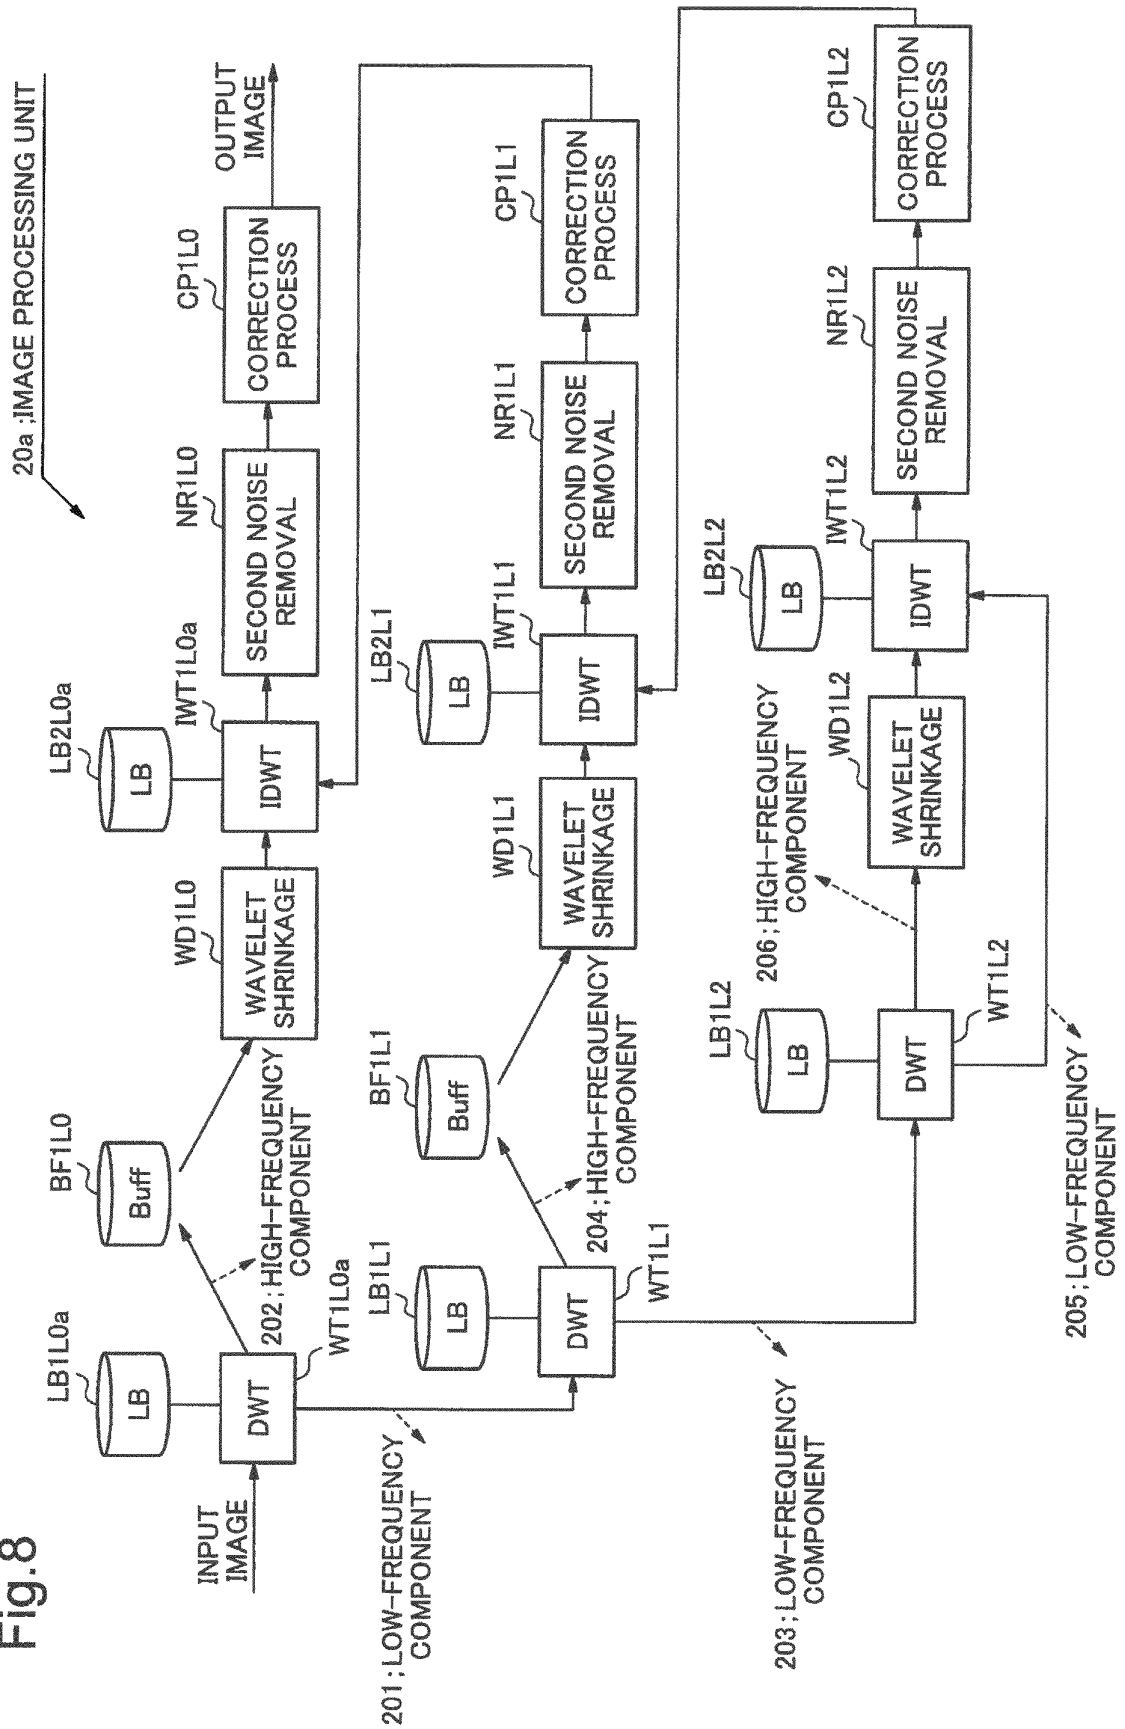 Fig.8
20a ;IMAGE PROCESSING UNIT
INPUT
IMAGE
LB1L0a
LB
DWT
WT1L0a
202;HIGH-FREQUENCY
COMPONENT
BF1L0
Buff
WD1L0
WAVELET
SHRINKAGE
LB2L0a
LB
IWT1L0a
IDWT
NR1L0
SECOND NOISE
REMOVAL
CP1L0
CORRECTION
PROCESS
OUTPUT
IMAGE
201;LOW-FREQUENCY
COMPONENT
LB1L1
LB
DWT
WT1L1
204;HIGH-FREQUENCY
COMPONENT
BF1L1
Buff
WD1L1
WAVELET
SHRINKAGE
LB2L1
LB
IWT1L1
IDWT
NR1L1
SECOND NOISE
REMOVAL
CP1L1
CORRECTION
PROCESS
203;LOW-FREQUENCY
COMPONENT
LB1L2
LB
DWT
WT1L2
206;HIGH-FREQUENCY
COMPONENT
WD1L2
WAVELET
SHRINKAGE
LB2L2
LB
IWT1L2
IDWT
NR1L2
SECOND NOISE
REMOVAL
CP1L2
CORRECTION
PROCESS
205;LOW-FREQUENCY
COMPONENT